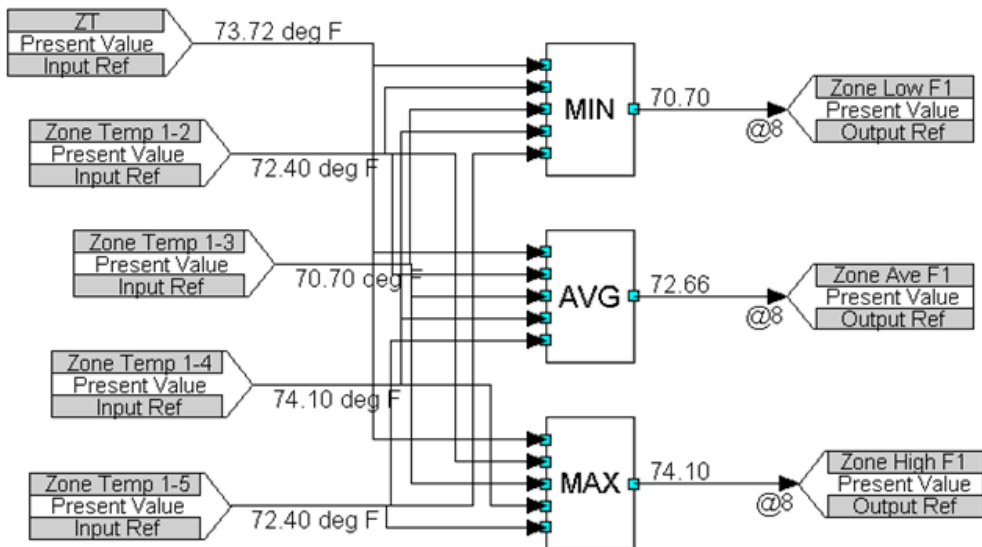 ZT
Present Value
Input Ref
73.72 deg F
Zone Temp 1-2
Present Value
Input Ref
72.40 deg F
Zone Temp 1-3
Present Value
Input Ref
70.70 deg F
Zone Temp 1-4
Present Value
Input Ref
74.10 deg F
Zone Temp 1-5
Present Value
Input Ref
72.40 deg F
MIN
70.70
@8
Zone Low F1
Present Value
Output Ref
AVG
72.66
@8
Zone Ave F1
Present Value
Output Ref
MAX
74.10
@8
Zone High F1
Present Value
Output Ref